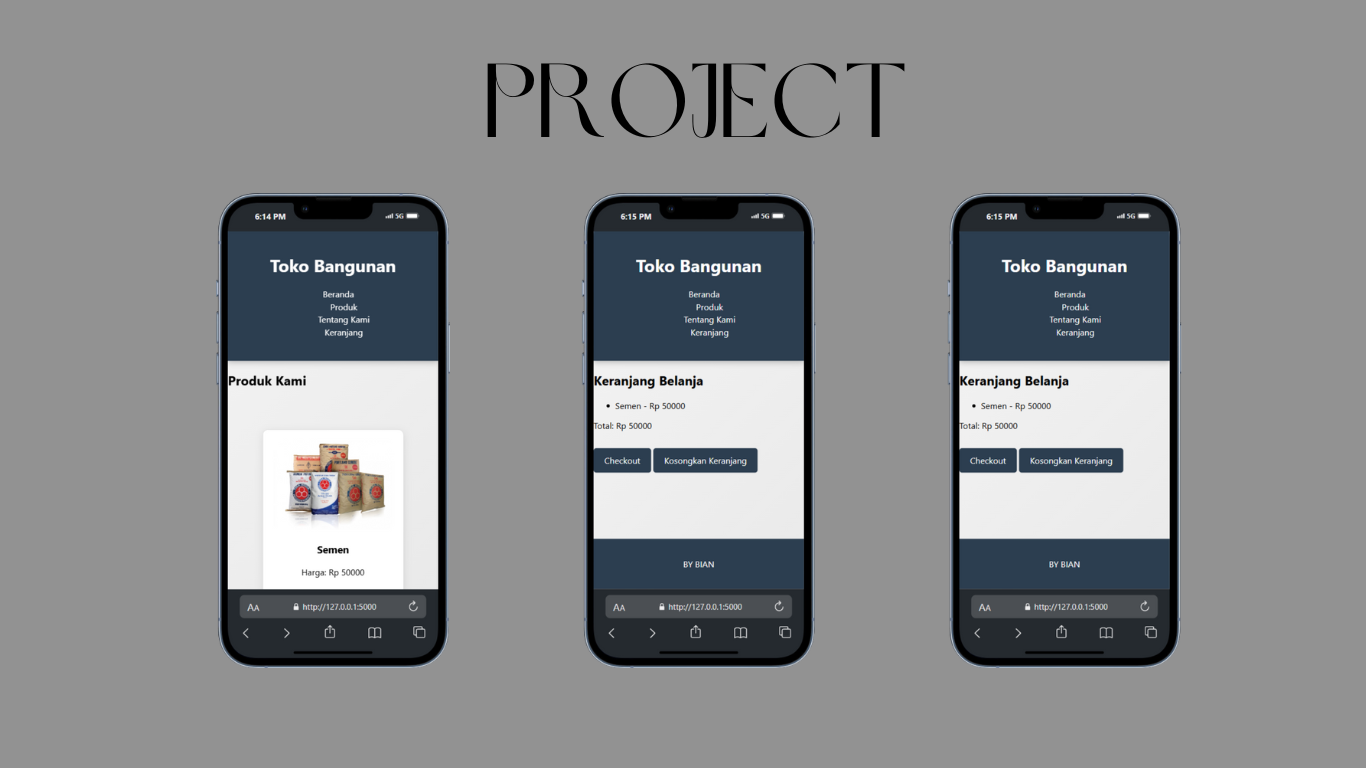 PROJECT
6:14 PM
5G
Toko Bangunan
Beranda
Produk
Tentang Kami
Keranjang
Produk Kami
Semen
Harga: Rp 50000
AA
http://127.0.0.1:5000
6:15 PM
5G
Toko Bangunan
Beranda
Produk
Tentang Kami
Keranjang
Keranjang Belanja
• Semen - Rp 50000
Total: Rp 50000
Checkout Kosongkan Keranjang
BY BIAN
AA
http://127.0.0.1:5000
6:15 PM
5G
Toko Bangunan
Beranda
Produk
Tentang Kami
Keranjang
Keranjang Belanja
• Semen - Rp 50000
Total: Rp 50000
Checkout Kosongkan Keranjang
BY BIAN
AA
http://127.0.0.1:5000